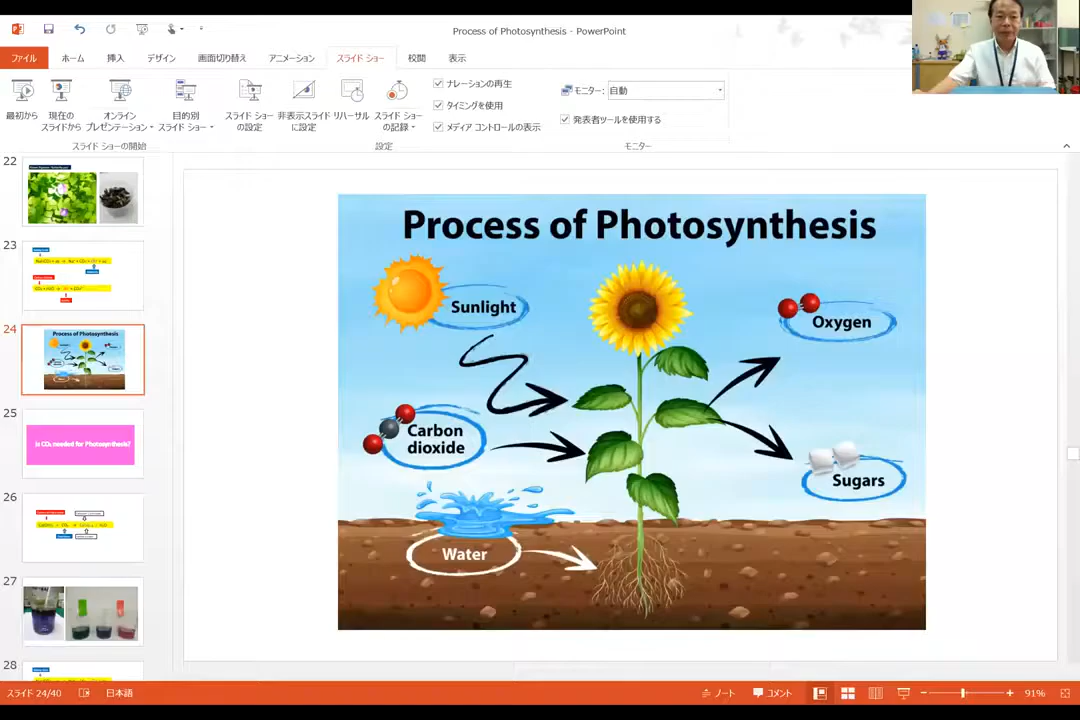 Process of Photosynthesis - PowerPoint
ファイル ホーム 挿入 デザイン 画面切り替え アニメーション スライド ショー 校閲 表示
最初から
現在の
スライドから
オンライン
プレゼンテーション
目的別
スライド ショー
スライド ショー
の設定
非表示スライド
に設定
リハーサル
スライド ショー
の記録
ナレーションの再生
タイミングを使用
メディア コントロールの表示
モニター: 自動
発表者ツールを使用する
スライド ショーの開始 設定 モニター
22
23
24
Process of Photosynthesis
25
Is CO₂ needed for Photosynthesis?
26
27
28
Process of Photosynthesis
Sunlight
Oxygen
Carbon
dioxide
Sugars
Water
スライド 24/40 日本語 ノート コメント 91%